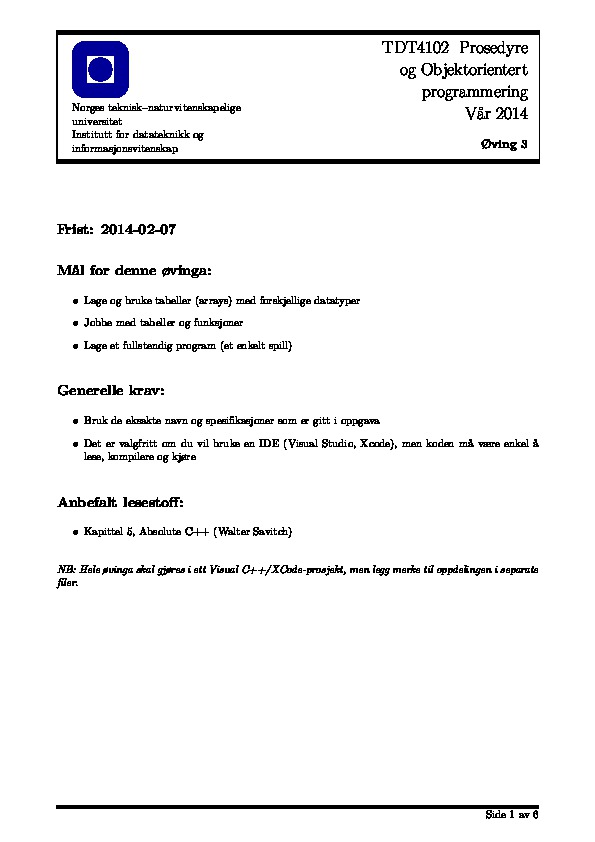 Norges teknisk–naturvitenskapelige
universitet
Institutt for datateknikk og
informasjonsvitenskap
TDT4102 Prosedyre
og Objektorientert
programmering
Vår 2014
Øving 3
Frist: 2014-02-07
Mål for denne øvinga:
• Lage og bruke tabeller (arrays) med forskjellige datatyper
• Jobbe med tabeller og funksjoner
• Lage et fullstendig program (et enkelt spill)
Generelle krav:
• Bruk de eksakte navn og spesifikasjoner som er gitt i oppgava
• Det er valgfritt om du vil bruke en IDE (Visual Studio, Xcode), men koden må være enkel å
lese, kompilere og kjøre
Anbefalt lesestoff:
• Kapittel 5, Absolute C++ (Walter Savitch)
NB: Hele øvinga skal gjøres i ett Visual C++/XCode-prosjekt, men legg merke til oppdelingen i separate
filer.
Side 1 av 6